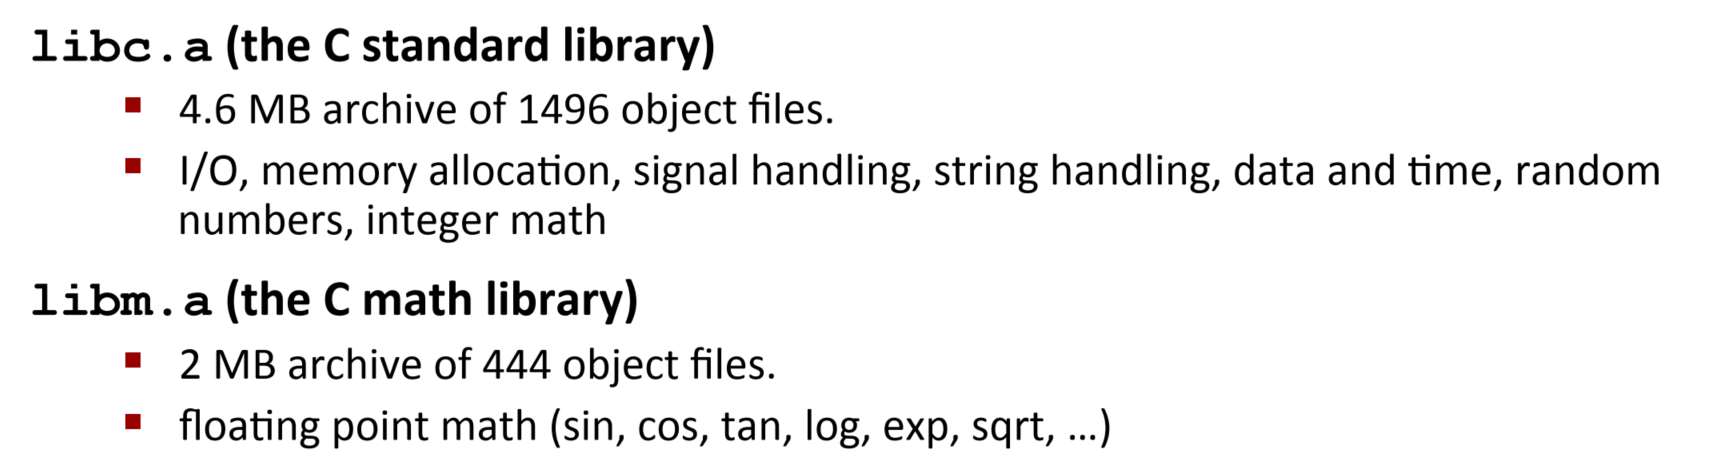 libc.a (the C standard library)
▪ 4.6 MB archive of 1496 object files.
▪ I/O, memory allocation, signal handling, string handling, data and time, random
numbers, integer math
libm.a (the C math library)
▪ 2 MB archive of 444 object files.
▪ floating point math (sin, cos, tan, log, exp, sqrt, …)